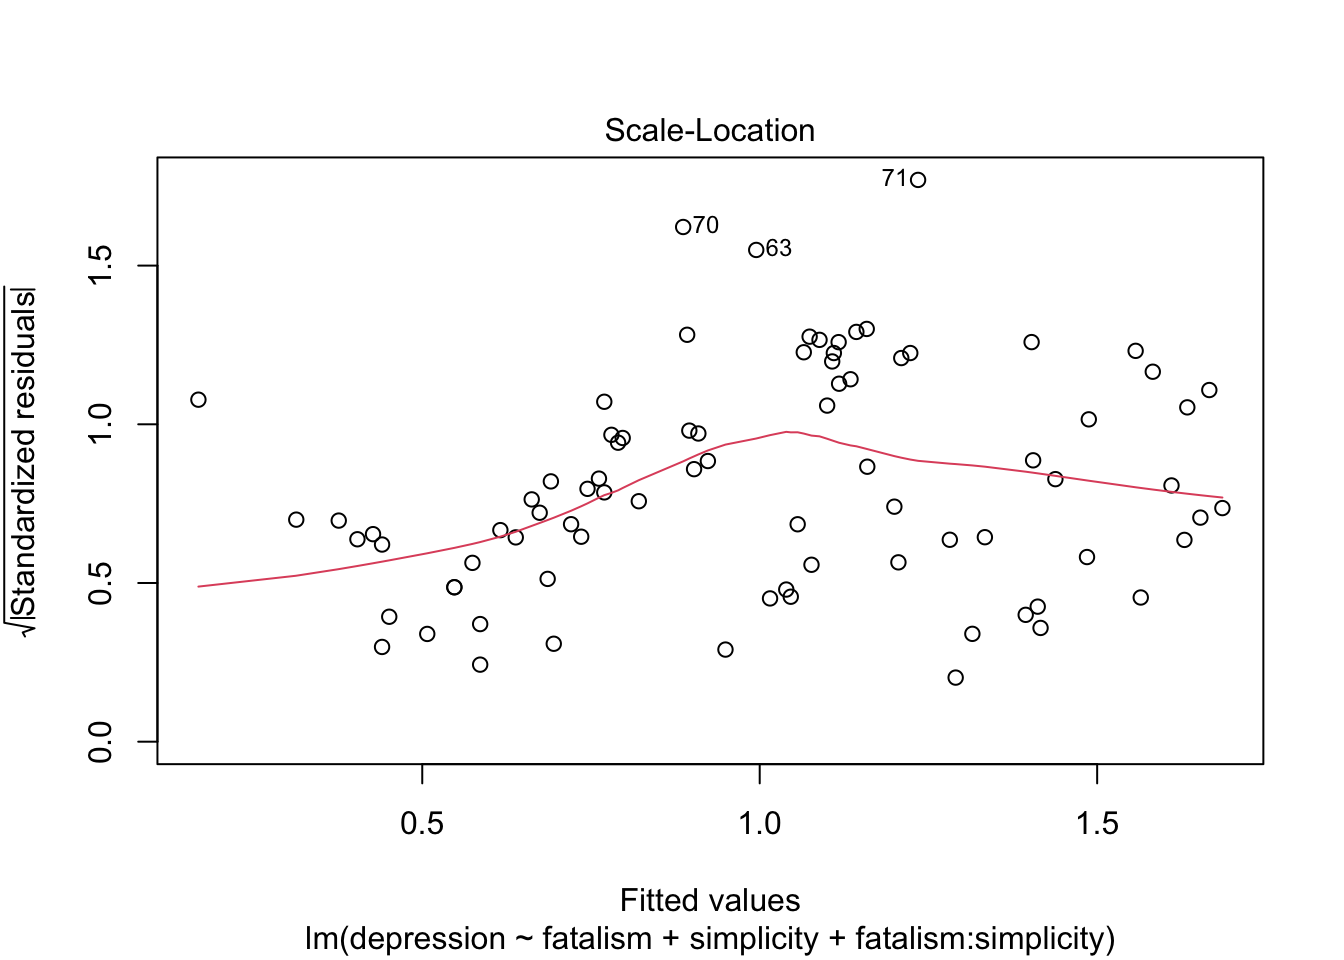 Scale-Location
71
70
63
√|Standardized residuals|
1.5
1.0
0.5
0.0
0.5
1.0
1.5
Fitted values
lm(depression ~ fatalism + simplicity + fatalism:simplicity)